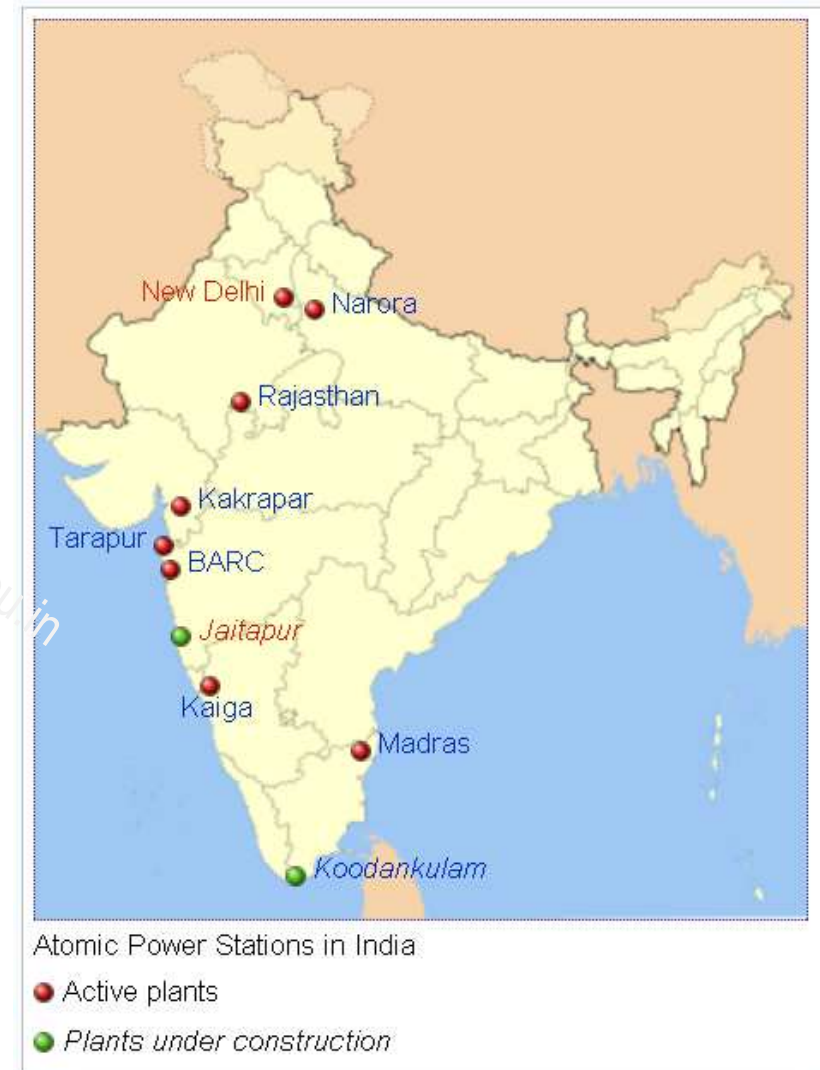 New Delhi
Narora
Rajasthan
Kakrapar
Tarapur
BARC
Jaitapur
Kaiga
Madras
Koodankulam
Atomic Power Stations in India
Active plants
Plants under construction